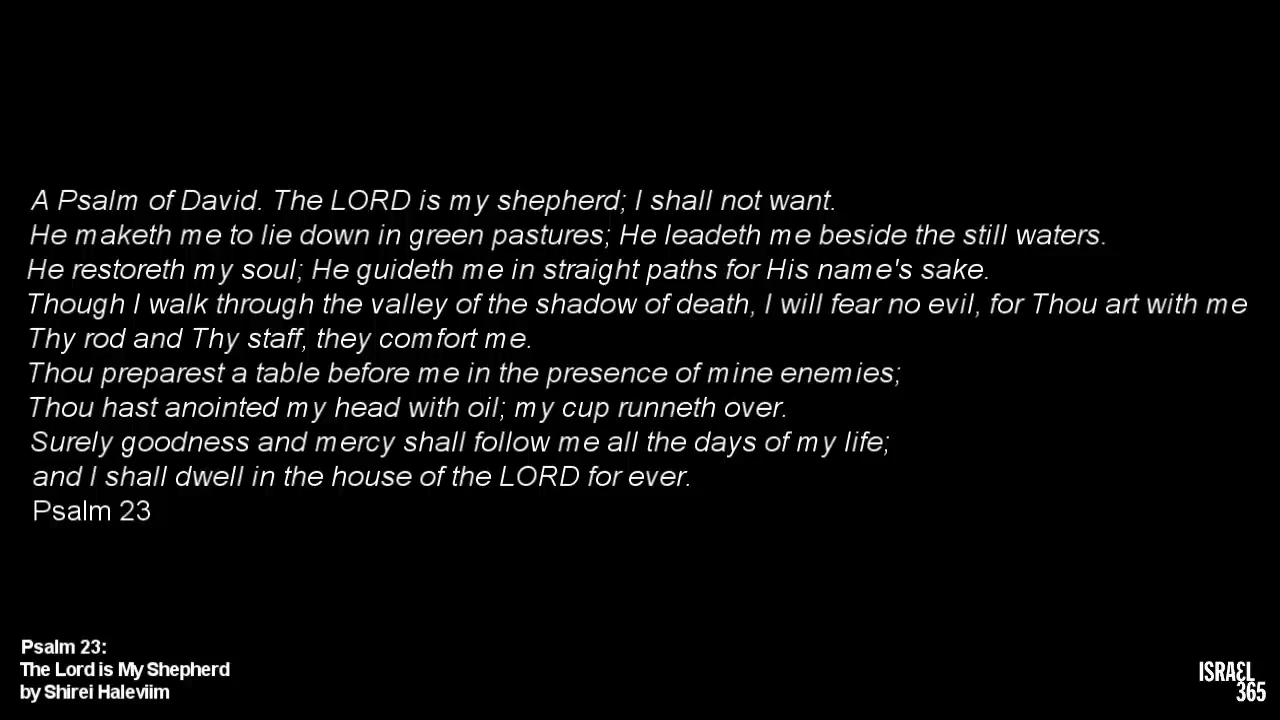 A Psalm of David. The LORD is my shepherd; I shall not want.
He maketh me to lie down in green pastures; He leadeth me beside the still waters.
He restoreth my soul; He guideth me in straight paths for His name's sake.
Though I walk through the valley of the shadow of death, I will fear no evil, for Thou art with me
Thy rod and Thy staff, they comfort me.
Thou preparest a table before me in the presence of mine enemies;
Thou hast anointed my head with oil; my cup runneth over.
Surely goodness and mercy shall follow me all the days of my life;
and I shall dwell in the house of the LORD for ever.
Psalm 23
Psalm 23:
The Lord is My Shepherd
by Shirei Haleviim
ISRAEL
365